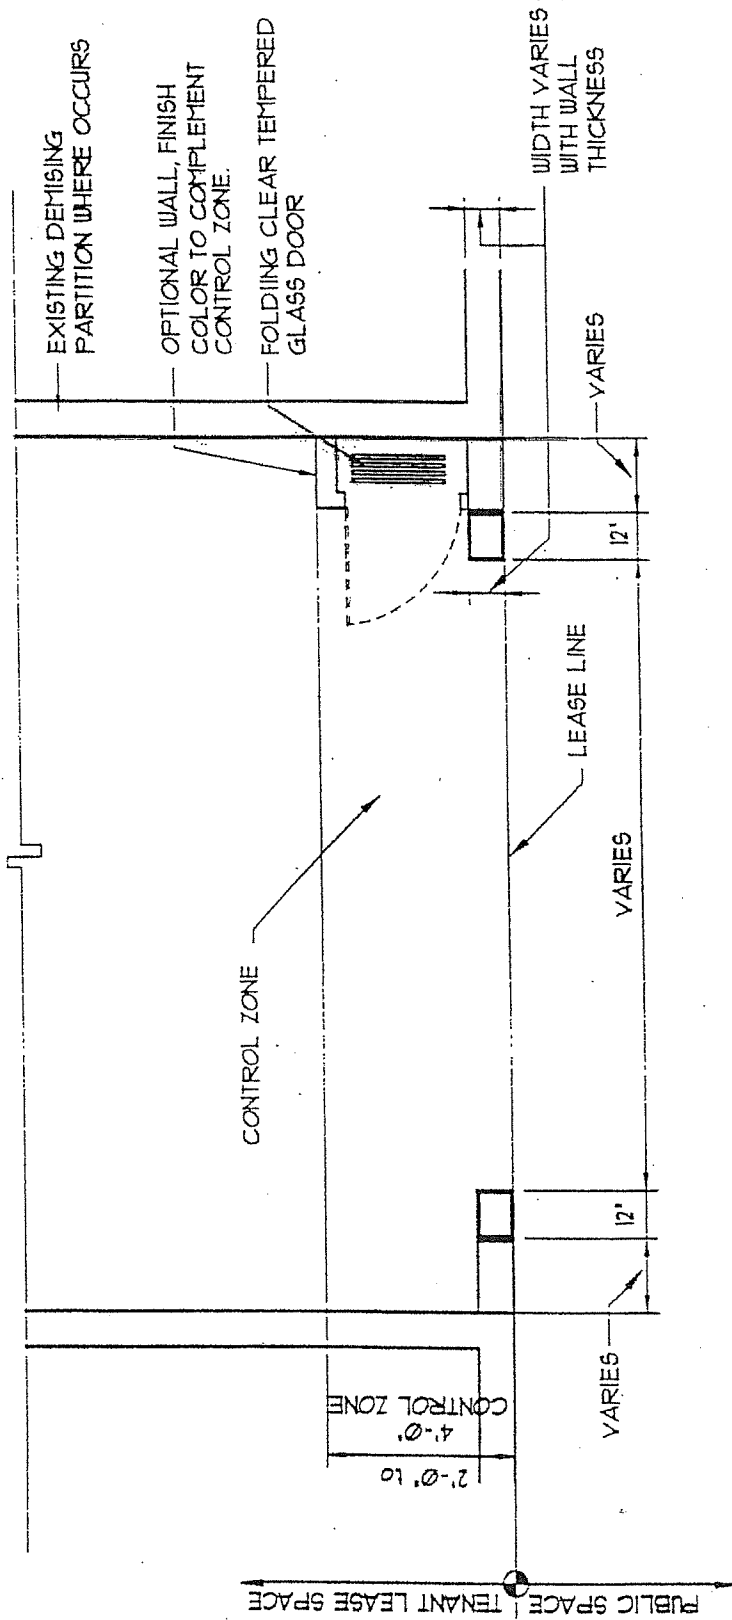 EXISTING DEMISING
PARTITION WHERE OCCURS
OPTIONAL WALL, FINISH
COLOR TO COMPLEMENT
CONTROL ZONE.
FOLDIING CLEAR TEMPERED
GLASS DOOR
WIDTH VARIES
WITH WALL
THICKNESS
VARIES
12"
CONTROL ZONE
LEASE LINE
VARIES
12"
VARIES
2'-0" to
4'-0"
CONTROL ZONE
PUBLIC SPACE
TENANT LEASE SPACE